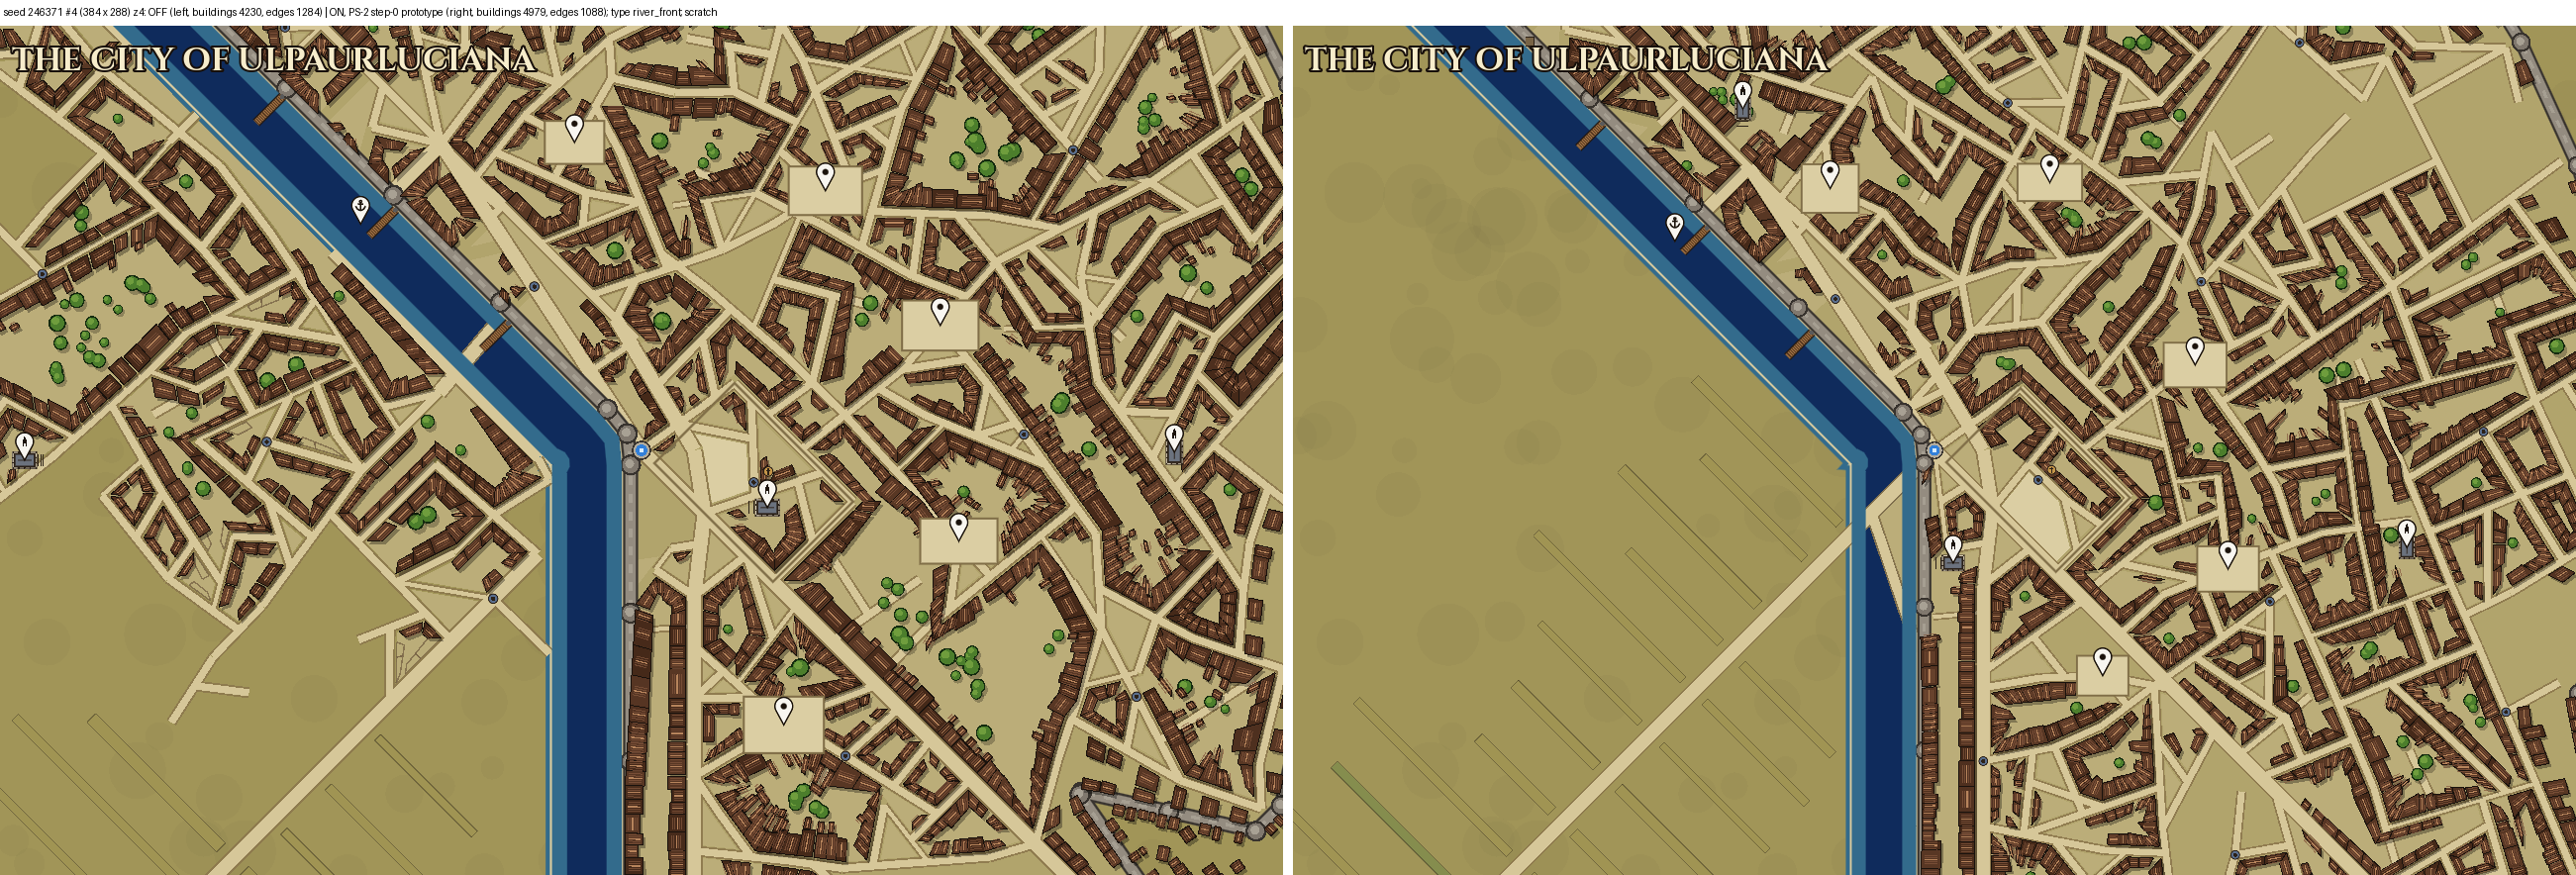 seed 246371 #4 (384 x 288) z4: OFF (left, buildings 4230, edges 1284) | ON, PS-2 step-0 prototype (right, buildings 4979, edges 1088); type river_front; scratch
THE CITY OF ULPAURLUCIANA
THE CITY OF ULPAURLUCIANA